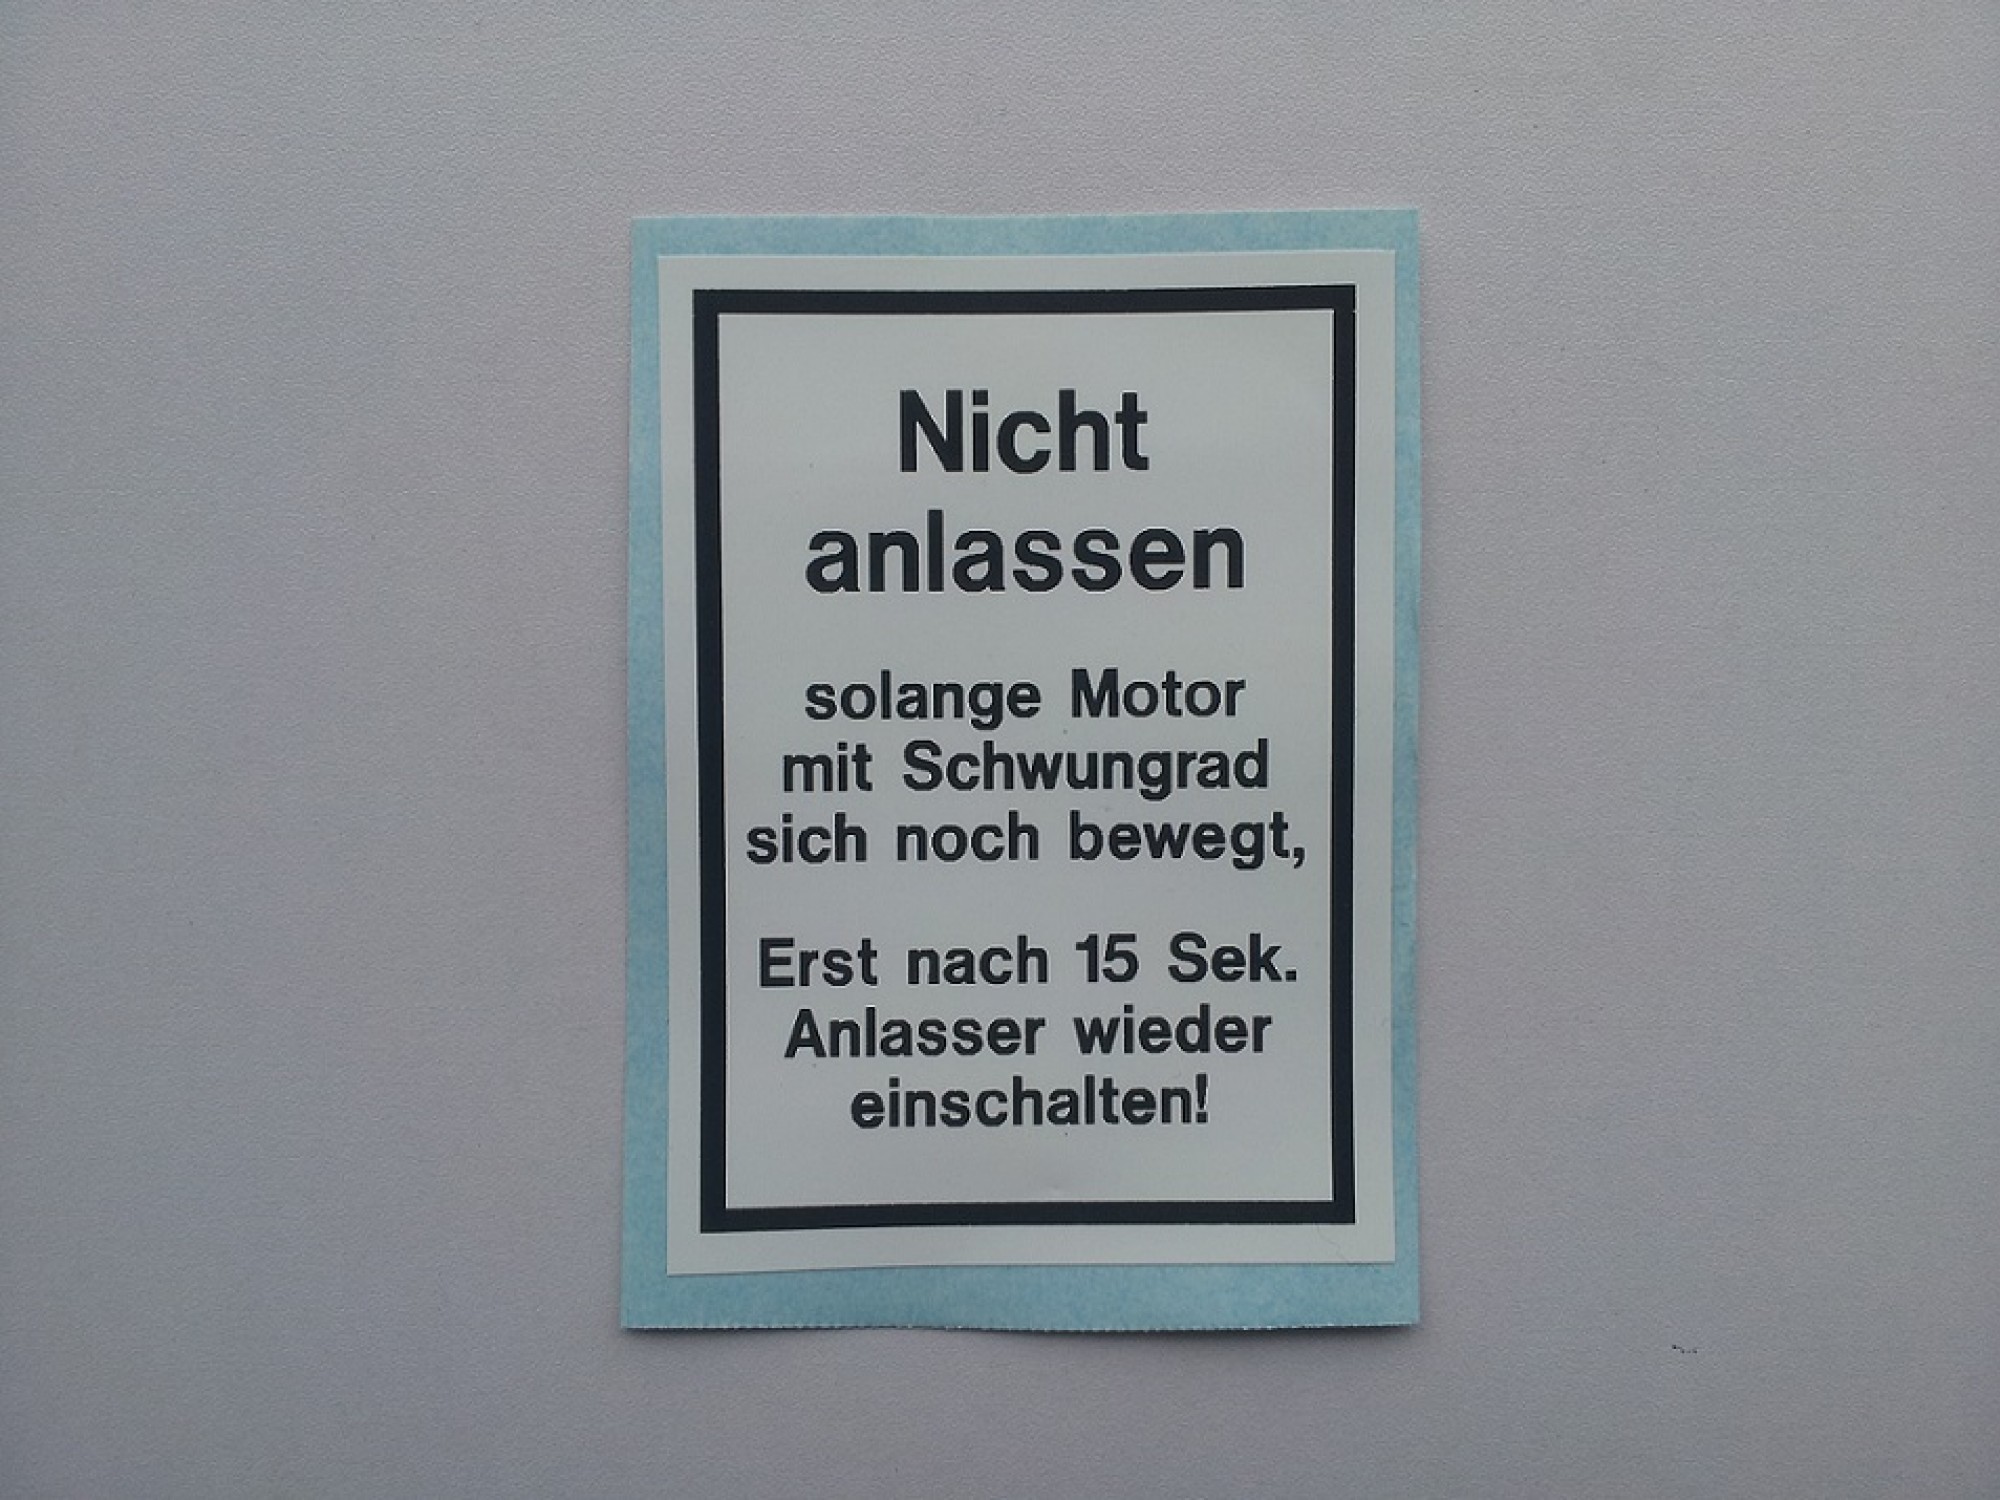 Nicht
anlassen
solange Motor
mit Schwungrad
sich noch bewegt,
Erst nach 15 Sek.
Anlasser wieder
einschalten!